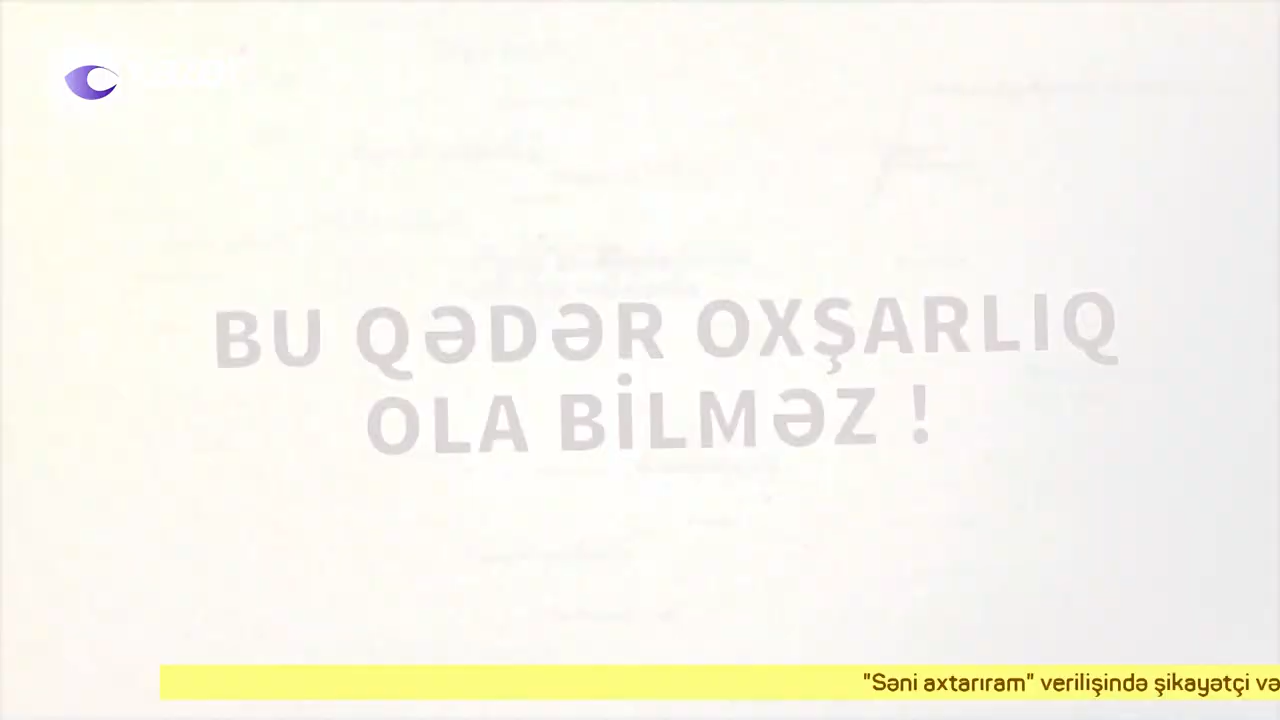 BU QƏDƏR OXŞARLIQ
OLA BİLMƏZ !
"Səni axtarıram" verilişində şikayətçi və